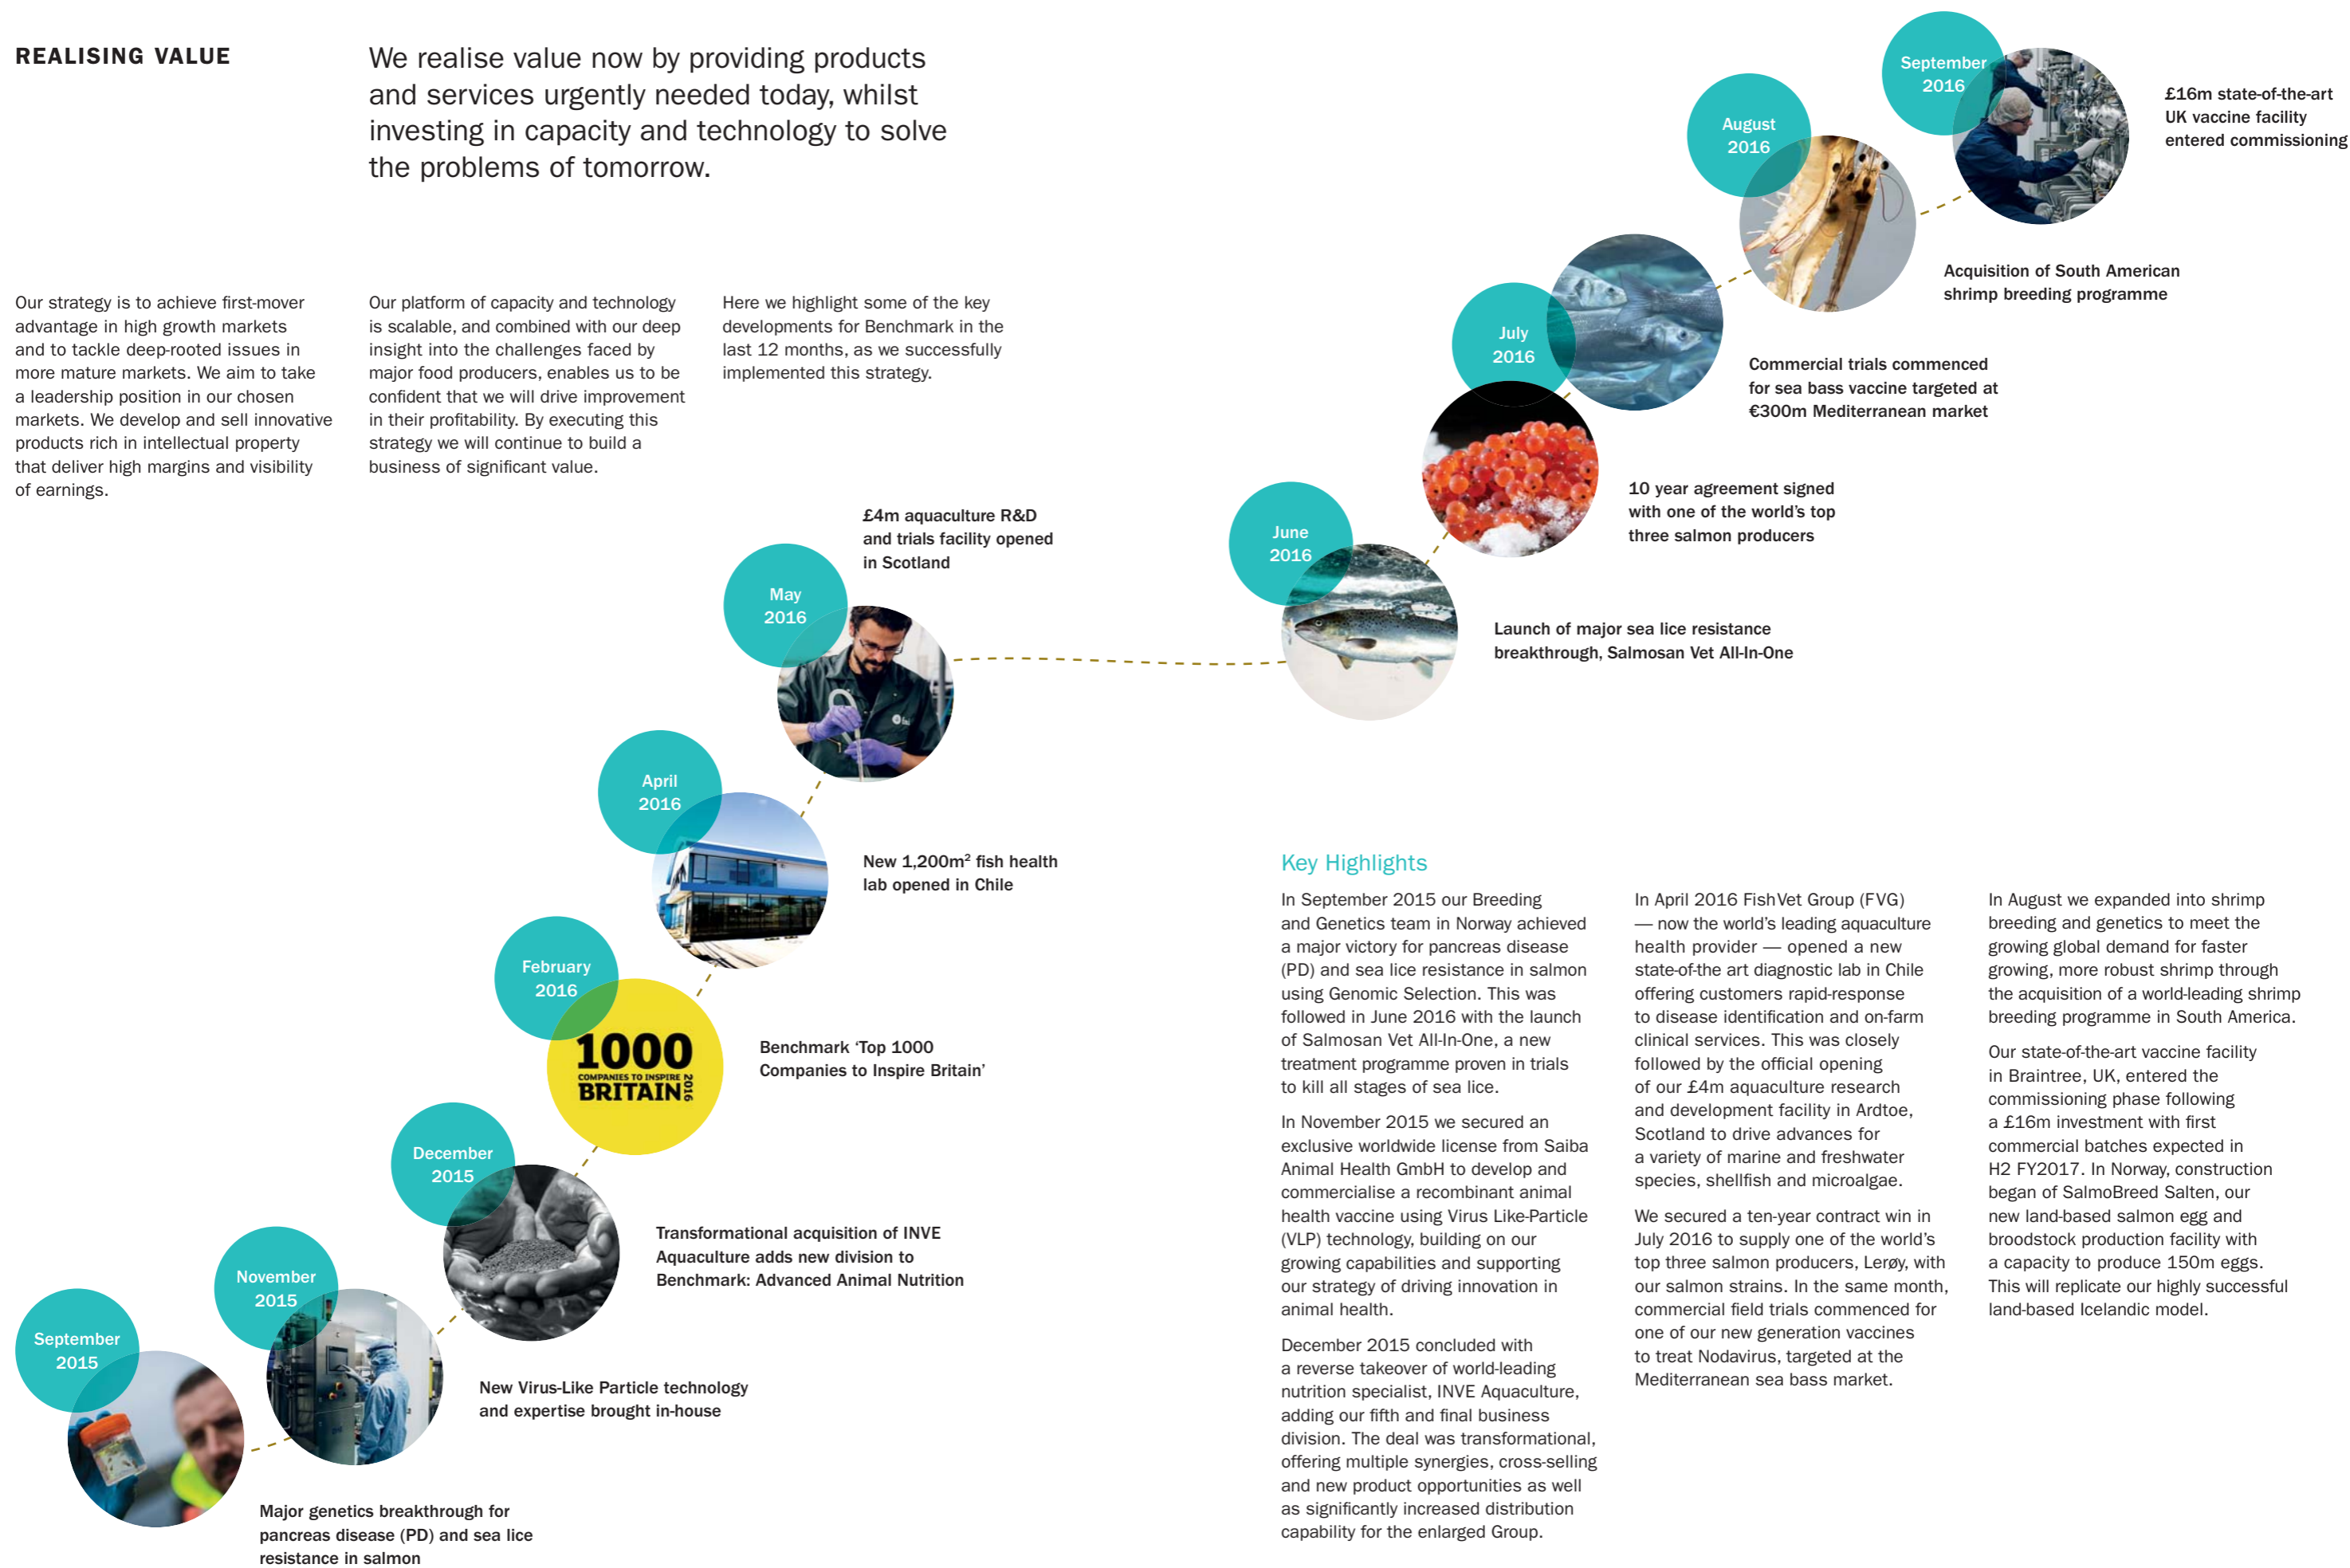 REALISING VALUE
We realise value now by providing products
and services urgently needed today, whilst
investing in capacity and technology to solve
the problems of tomorrow.
Our strategy is to achieve first-mover
advantage in high growth markets
and to tackle deep-rooted issues in
more mature markets. We aim to take
a leadership position in our chosen
markets. We develop and sell innovative
products rich in intellectual property
that deliver high margins and visibility
of earnings.
Our platform of capacity and technology
is scalable, and combined with our deep
insight into the challenges faced by
major food producers, enables us to be
confident that we will drive improvement
in their profitability. By executing this
strategy we will continue to build a
business of significant value.
Here we highlight some of the key
developments for Benchmark in the
last 12 months, as we successfully
implemented this strategy.
September
2015
Major genetics breakthrough for
pancreas disease (PD) and sea lice
resistance in salmon
November
2015
New Virus-Like Particle technology
and expertise brought in-house
December
2015
Transformational acquisition of INVE
Aquaculture adds new division to
Benchmark: Advanced Animal Nutrition
February
2016
1000
COMPANIES TO INSPIRE
BRITAIN
2016
Benchmark ‘Top 1000
Companies to Inspire Britain’
April
2016
New 1,200m² fish health
lab opened in Chile
May
2016
£4m aquaculture R&D
and trials facility opened
in Scotland
June
2016
Launch of major sea lice resistance
breakthrough, Salmosan Vet All-In-One
July
2016
10 year agreement signed
with one of the world’s top
three salmon producers
Commercial trials commenced
for sea bass vaccine targeted at
€300m Mediterranean market
August
2016
Acquisition of South American
shrimp breeding programme
September
2016
£16m state-of-the-art
UK vaccine facility
entered commissioning
Key Highlights
In September 2015 our Breeding
and Genetics team in Norway achieved
a major victory for pancreas disease
(PD) and sea lice resistance in salmon
using Genomic Selection. This was
followed in June 2016 with the launch
of Salmosan Vet All-In-One, a new
treatment programme proven in trials
to kill all stages of sea lice.
In November 2015 we secured an
exclusive worldwide license from Saiba
Animal Health GmbH to develop and
commercialise a recombinant animal
health vaccine using Virus Like-Particle
(VLP) technology, building on our
growing capabilities and supporting
our strategy of driving innovation in
animal health.
December 2015 concluded with
a reverse takeover of world-leading
nutrition specialist, INVE Aquaculture,
adding our fifth and final business
division. The deal was transformational,
offering multiple synergies, cross-selling
and new product opportunities as well
as significantly increased distribution
capability for the enlarged Group.
In April 2016 FishVet Group (FVG)
— now the world’s leading aquaculture
health provider — opened a new
state-of-the art diagnostic lab in Chile
offering customers rapid-response
to disease identification and on-farm
clinical services. This was closely
followed by the official opening
of our £4m aquaculture research
and development facility in Ardtoe,
Scotland to drive advances for
a variety of marine and freshwater
species, shellfish and microalgae.
We secured a ten-year contract win in
July 2016 to supply one of the world’s
top three salmon producers, Lerøy, with
our salmon strains. In the same month,
commercial field trials commenced for
one of our new generation vaccines
to treat Nodavirus, targeted at the
Mediterranean sea bass market.
In August we expanded into shrimp
breeding and genetics to meet the
growing global demand for faster
growing, more robust shrimp through
the acquisition of a world-leading shrimp
breeding programme in South America.
Our state-of-the-art vaccine facility
in Braintree, UK, entered the
commissioning phase following
a £16m investment with first
commercial batches expected in
H2 FY2017. In Norway, construction
began of SalmoBreed Salten, our
new land-based salmon egg and
broodstock production facility with
a capacity to produce 150m eggs.
This will replicate our highly successful
land-based Icelandic model.